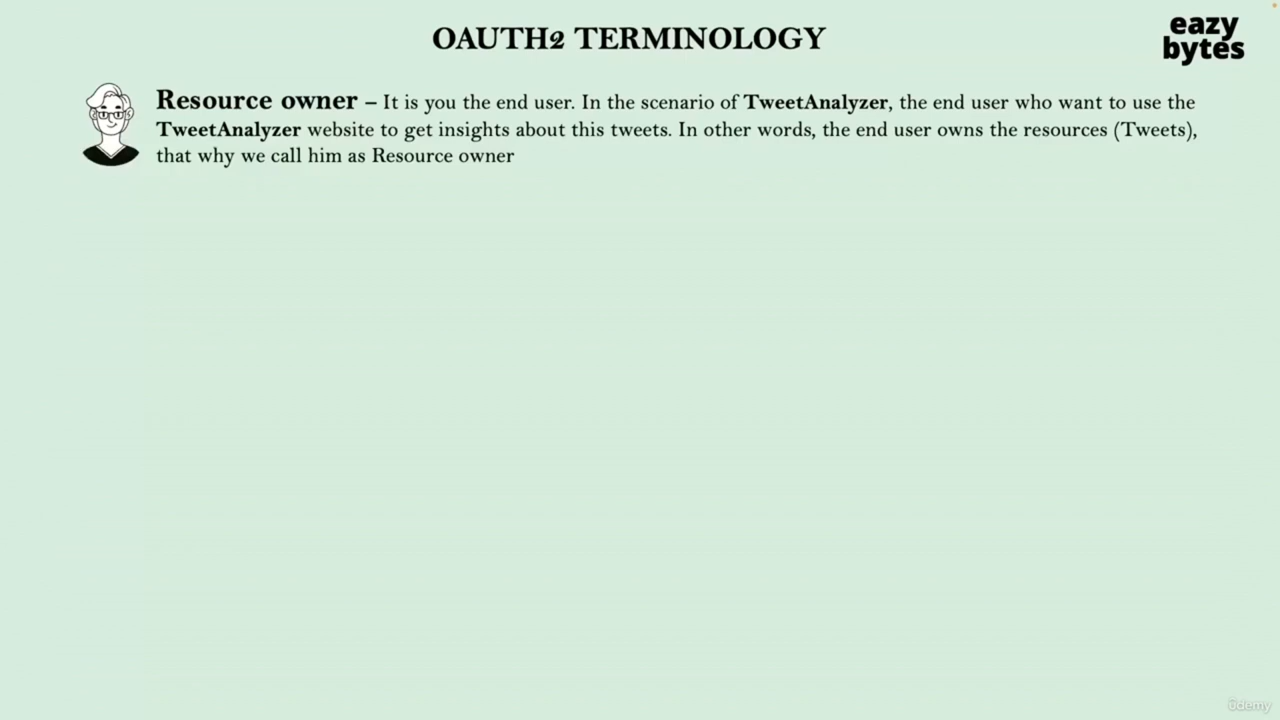 OAUTH2 TERMINOLOGY
eazy
bytes
Resource owner – It is you the end user. In the scenario of TweetAnalyzer, the end user who want to use the
TweetAnalyzer website to get insights about this tweets. In other words, the end user owns the resources (Tweets),
that why we call him as Resource owner
ûdemy